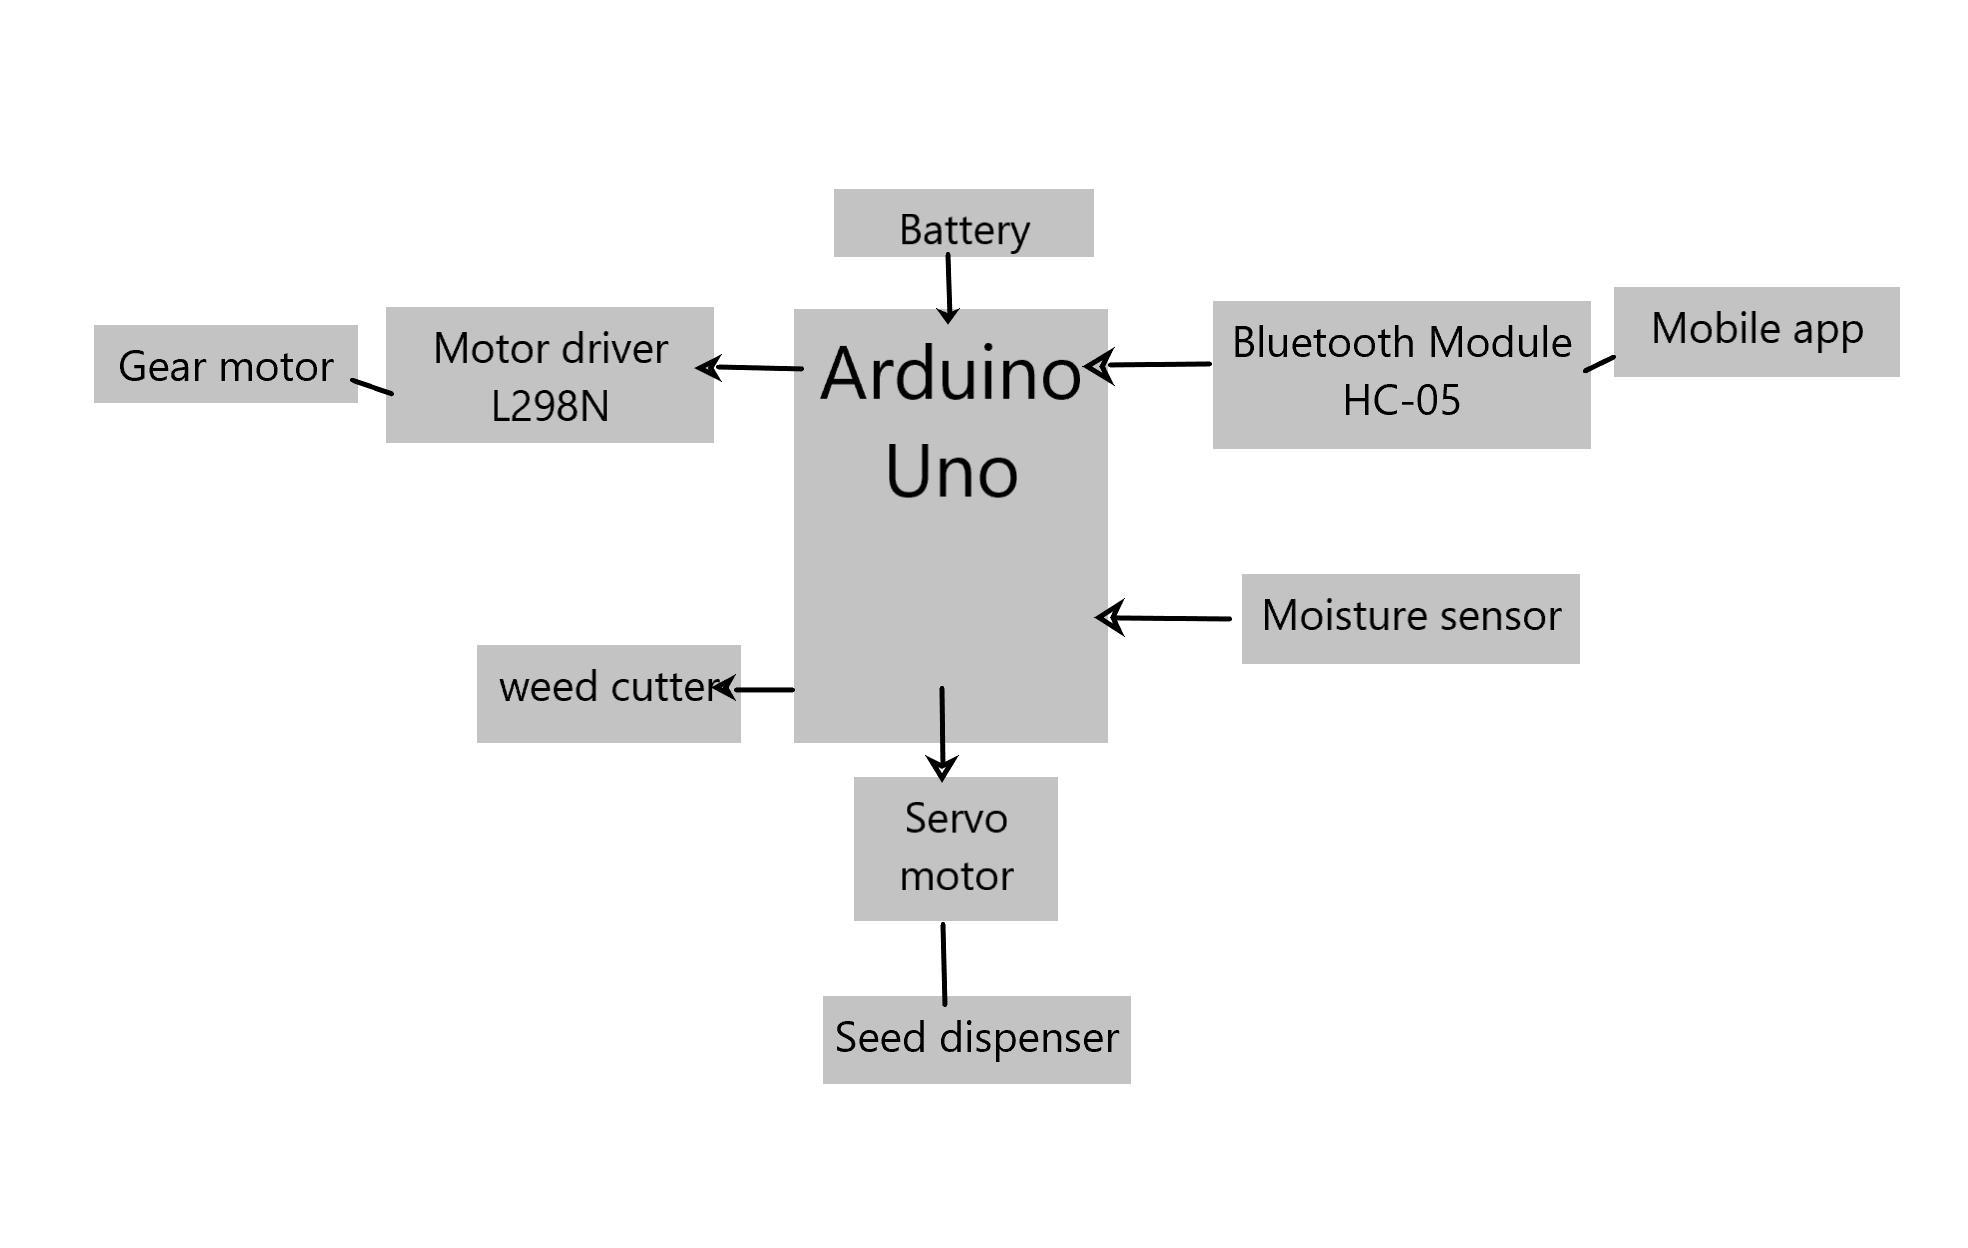 Battery
Gear motor
Motor driver
L298N
Arduino
Uno
Bluetooth Module
HC-05
Mobile app
Moisture sensor
weed cutter
Servo
motor
Seed dispenser